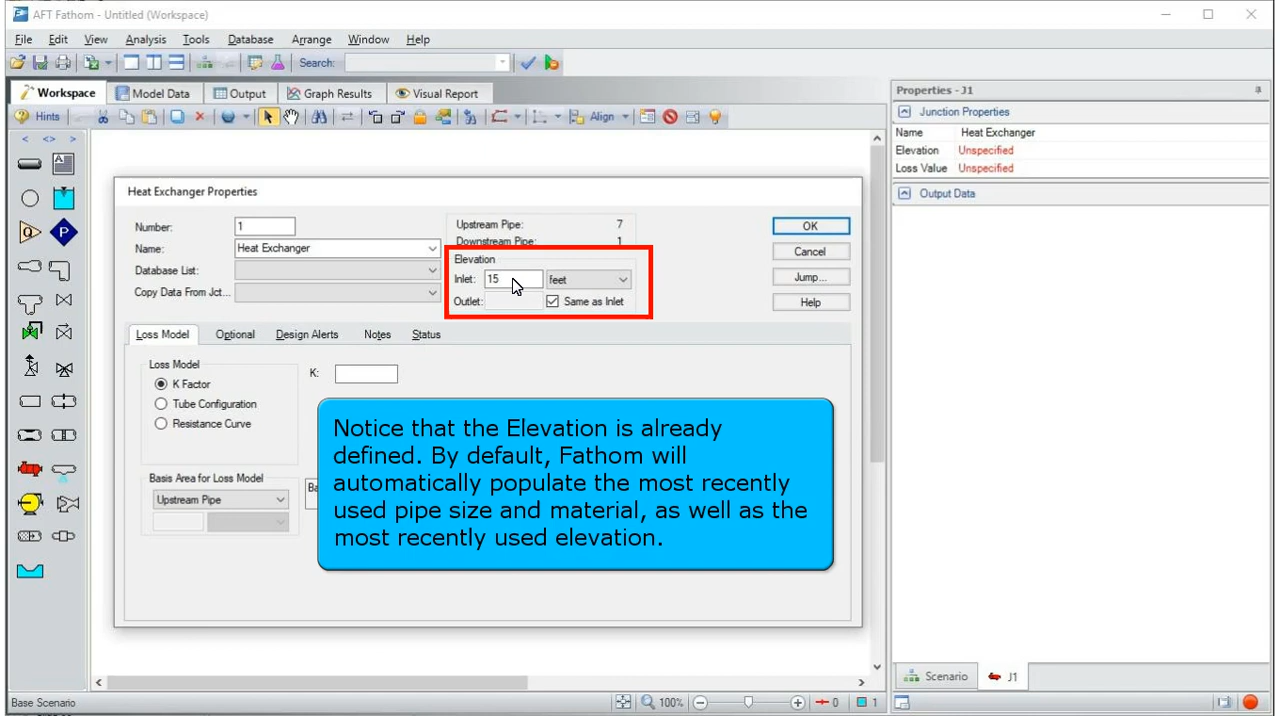 AFT Fathom - Untitled (Workspace)
File Edit View Analysis Tools Database Arrange Window Help
Search:
Workspace Model Data Output Graph Results Visual Report
Hints Align
Properties - J1
Junction Properties
Name Heat Exchanger
Elevation Unspecified
Loss Value Unspecified
Output Data
Heat Exchanger Properties
Number: 1
Name: Heat Exchanger
Database List:
Copy Data From Jct...
Upstream Pipe: 7
Downstream Pipe: 1
Elevation
Inlet: 15 feet
Outlet: Same as Inlet
OK
Cancel
Jump...
Help
Loss Model Optional Design Alerts Notes Status
Loss Model
K Factor
Tube Configuration
Resistance Curve
K:
Basis Area for Loss Model
Upstream Pipe
Ba
Notice that the Elevation is already
defined. By default, Fathom will
automatically populate the most recently
used pipe size and material, as well as the
most recently used elevation.
Scenario J1
Base Scenario 100% 0 1